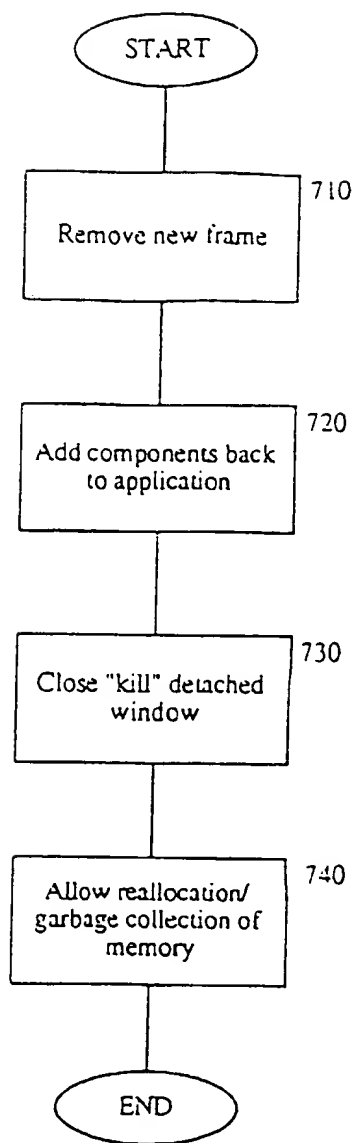 START
710
Remove new frame
720
Add components back
to application
730
Close "kill" detached
window
740
Allow reallocation/
garbage collection of
memory
END